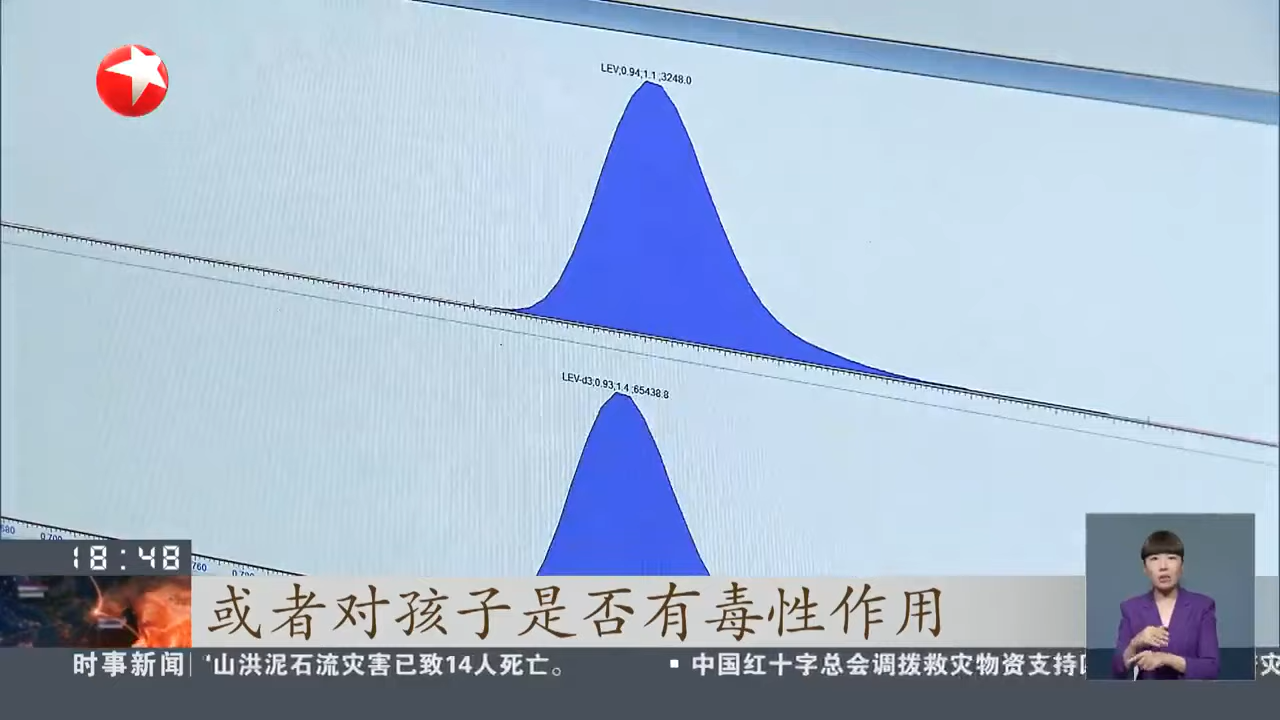 LEV;0.94;1.1;3248.0
LEV-d3;0.93;1.4;65438.8
0.700
760
18:48
或者对孩子是否有毒性作用
时事新闻 山洪泥石流灾害已致14人死亡。 ▪ 中国红十字总会调拨救灾物资支持